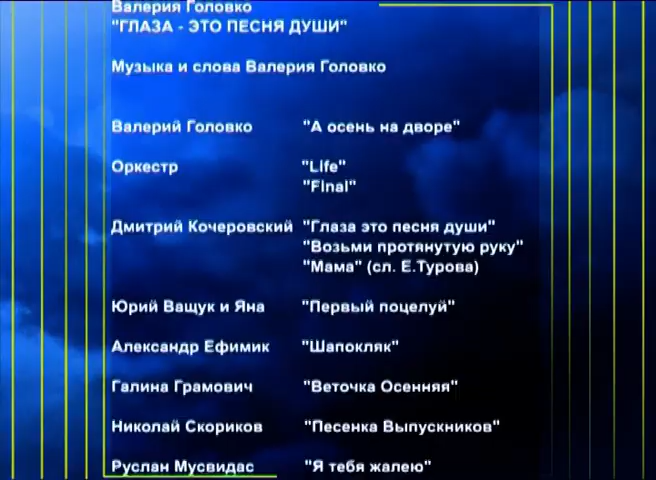 Валерия Головко
"ГЛАЗА - ЭТО ПЕСНЯ ДУШИ"
Музыка и слова Валерия Головко
Валерий Головко "А осень на дворе"
Оркестр "Life"
"Final"
Дмитрий Кочеровский "Глаза это песня души"
"Возьми протянутую руку"
"Мама" (сл. Е.Турова)
Юрий Ващук и Яна "Первый поцелуй"
Александр Ефимик "Шапокляк"
Галина Грамович "Веточка Осенняя"
Николай Скориков "Песенка Выпускников"
Руслан Мусвидас "Я тебя жалею"